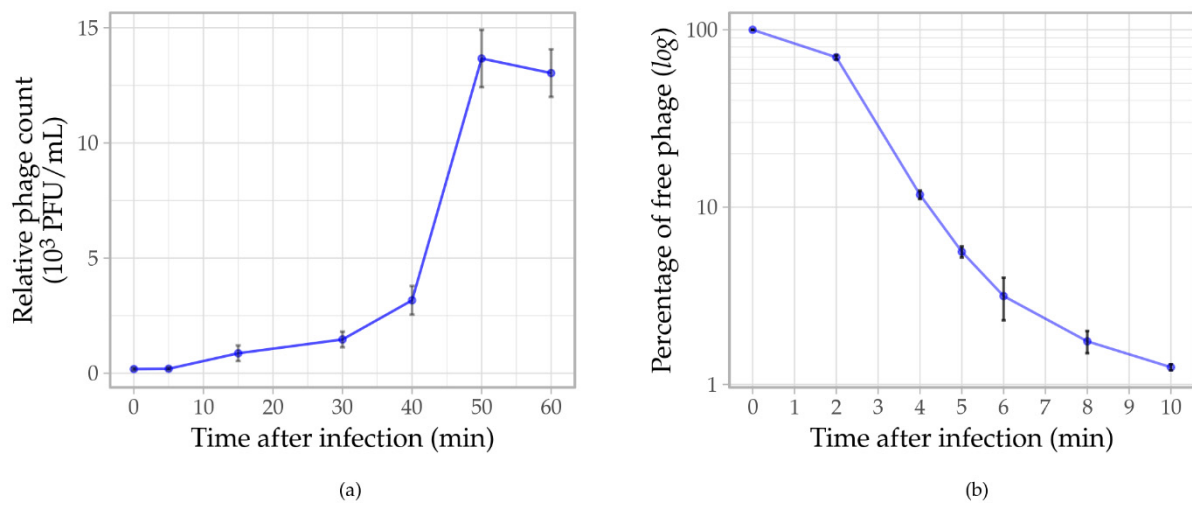 Relative phage count
(10³ PFU/mL)
15
10
5
0
0 10 20 30 40 50 60
Time after infection (min)
(a)
Percentage of free phage (log)
100
10
1
0 1 2 3 4 5 6 7 8 9 10
Time after infection (min)
(b)